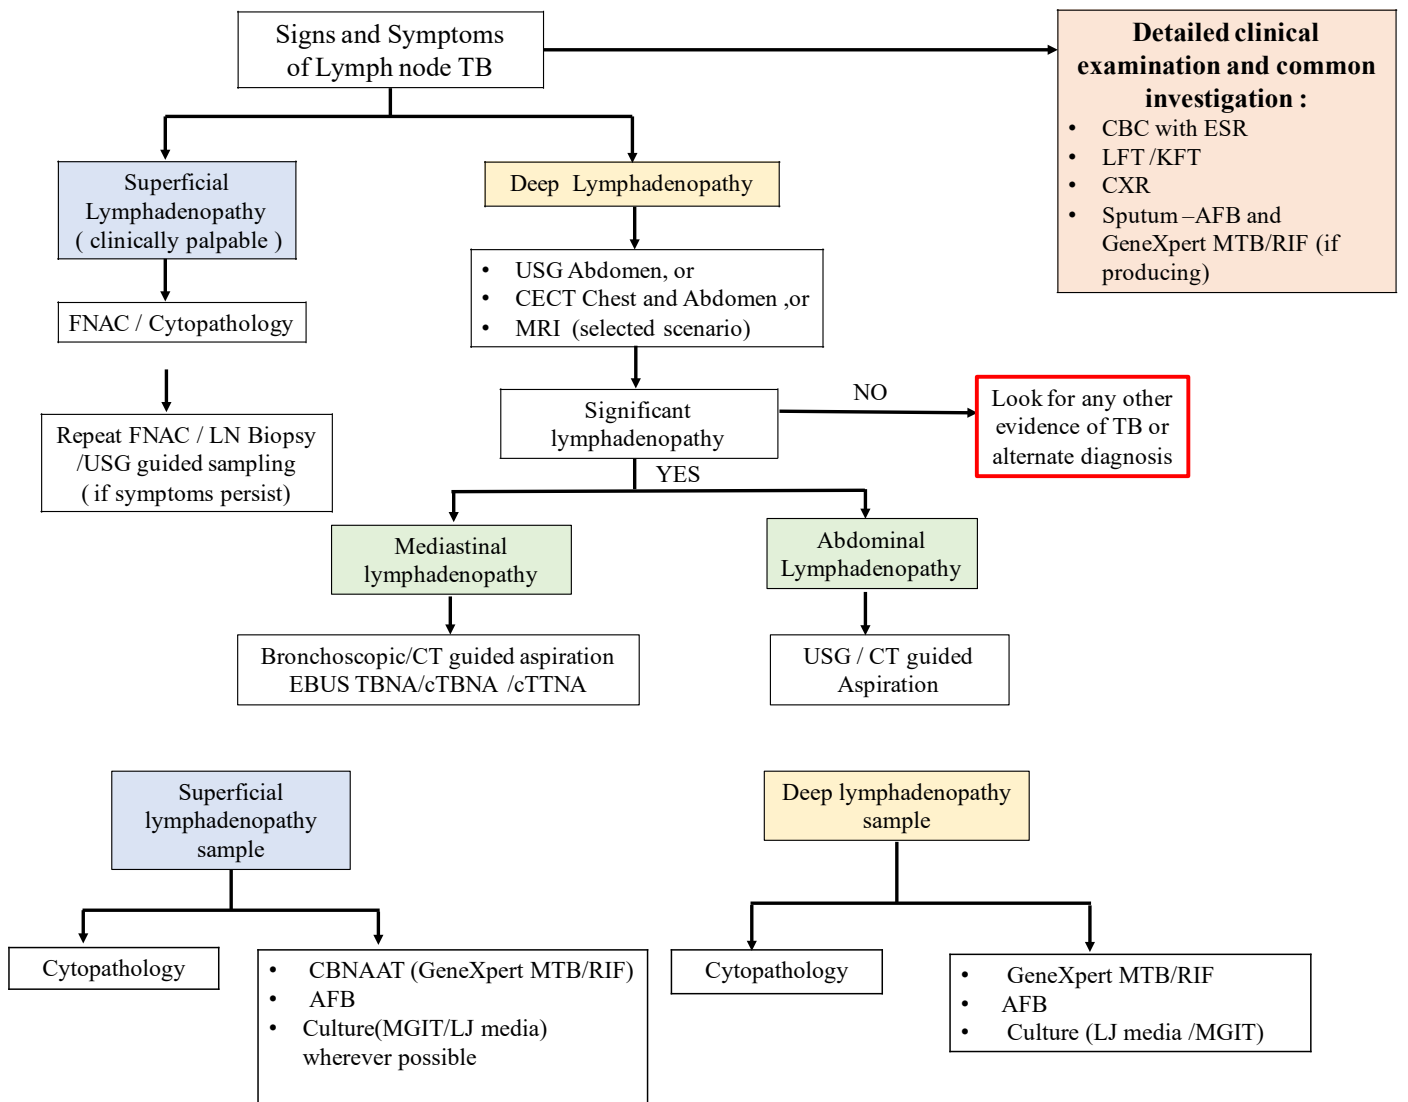 Signs and Symptoms
of Lymph node TB
Detailed clinical
examination and common
investigation :
• CBC with ESR
• LFT /KFT
• CXR
• Sputum –AFB and
GeneXpert MTB/RIF (if
producing)
Superficial
Lymphadenopathy
( clinically palpable )
Deep Lymphadenopathy
FNAC / Cytopathology
• USG Abdomen, or
• CECT Chest and Abdomen ,or
• MRI (selected scenario)
Repeat FNAC / LN Biopsy
/USG guided sampling
( if symptoms persist)
Significant
lymphadenopathy
NO
Look for any other
evidence of TB or
alternate diagnosis
YES
Mediastinal
lymphadenopathy
Abdominal
Lymphadenopathy
Bronchoscopic/CT guided aspiration
EBUS TBNA/cTBNA /cTTNA
USG / CT guided
Aspiration
Superficial
lymphadenopathy
sample
Deep lymphadenopathy
sample
Cytopathology
• CBNAAT (GeneXpert MTB/RIF)
• AFB
• Culture(MGIT/LJ media)
wherever possible
Cytopathology
• GeneXpert MTB/RIF
• AFB
• Culture (LJ media /MGIT)